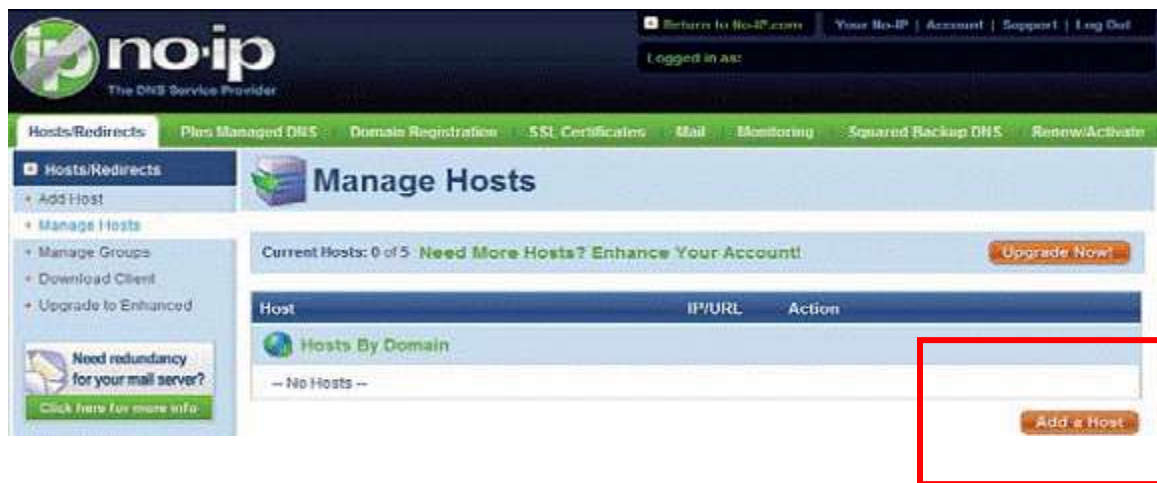 Return to No-IP.com
Your No-IP | Account | Support | Log Out
ip no·ip
The DNS Service Provider
Logged in as:
Hosts/Redirects Plus Managed DNS Domain Registration SSL Certificates Mail Monitoring Squared Backup DNS Renew/Activate
Hosts/Redirects
Add Host
Manage Hosts
Manage Groups
Download Client
Upgrade to Enhanced
Need redundancy
for your mail server?
Click here for more info
Manage Hosts
Current Hosts: 0 of 5 Need More Hosts? Enhance Your Account!
Upgrade Now!
Host IP/URL Action
Hosts By Domain
-- No Hosts --
Add a Host